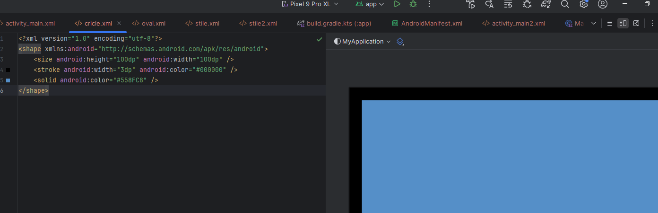 Pixel 9 Pro XL
app
activity_main.xml
cricle.xml
oval.xml
stile.xml
stile2.xml
build.gradle.kts (:app)
AndroidManifest.xml
activity_main2.xml
1 <?xml version="1.0" encoding="utf-8"?>
2 <shape xmlns:android="http://schemas.android.com/apk/res/android">
3 <size android:height="100dp" android:width="100dp" />
4 <stroke android:width="3dp" android:color="#000000" />
5 <solid android:color="#558FC8" />
6 </shape>
MyApplication